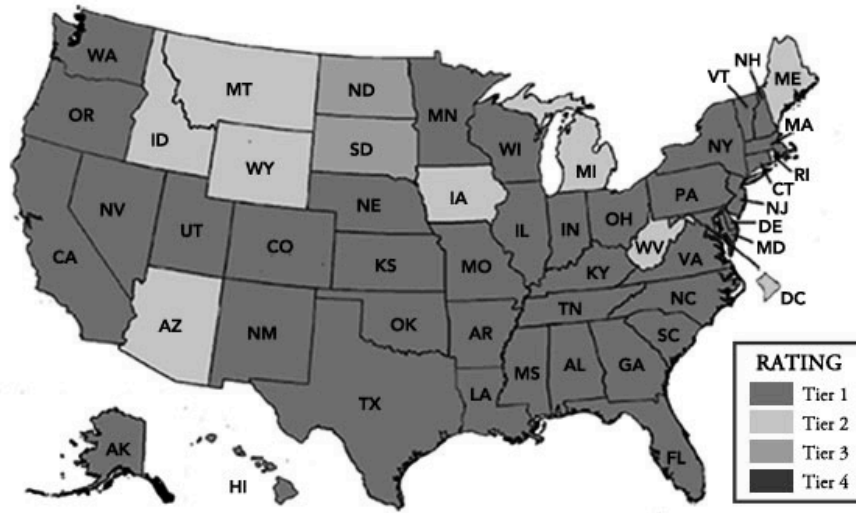 WA
MT
ND
MN
VT
NH
ME
OR
ID
SD
WI
NY
MA
WY
MI
RI
CT
IA
NE
PA
NJ
NV
UT
CO
IL
IN
OH
DE
MD
CA
KS
MO
WV
VA
KY
DC
AZ
NM
OK
AR
TN
NC
SC
TX
LA
MS
AL
GA
FL
AK
HI
RATING
Tier 1
Tier 2
Tier 3
Tier 4